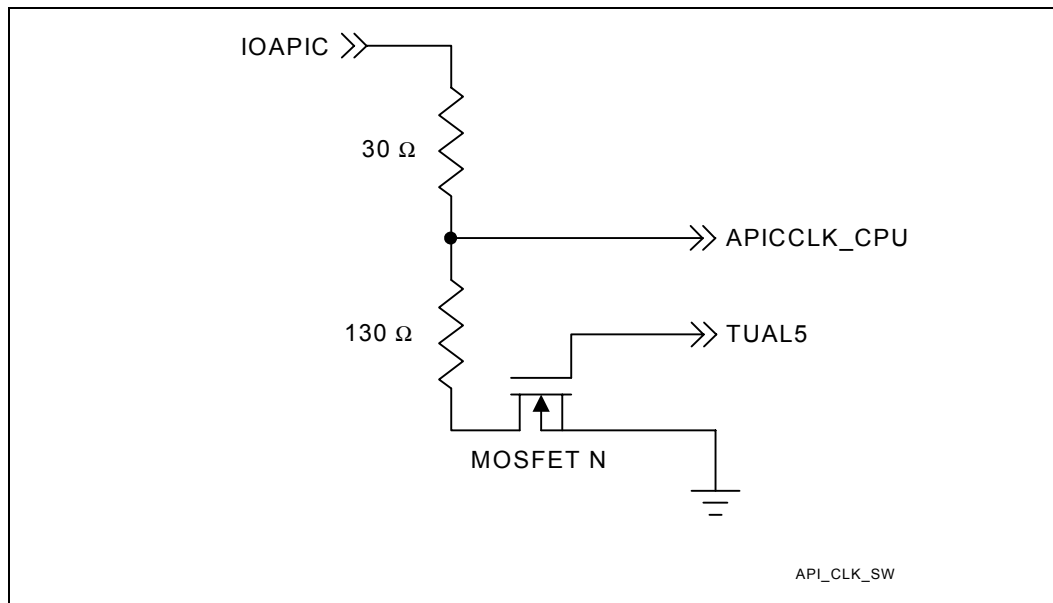 IOAPIC
30 Ω
APICCLK_CPU
130 Ω
TUAL5
MOSFET N
API_CLK_SW